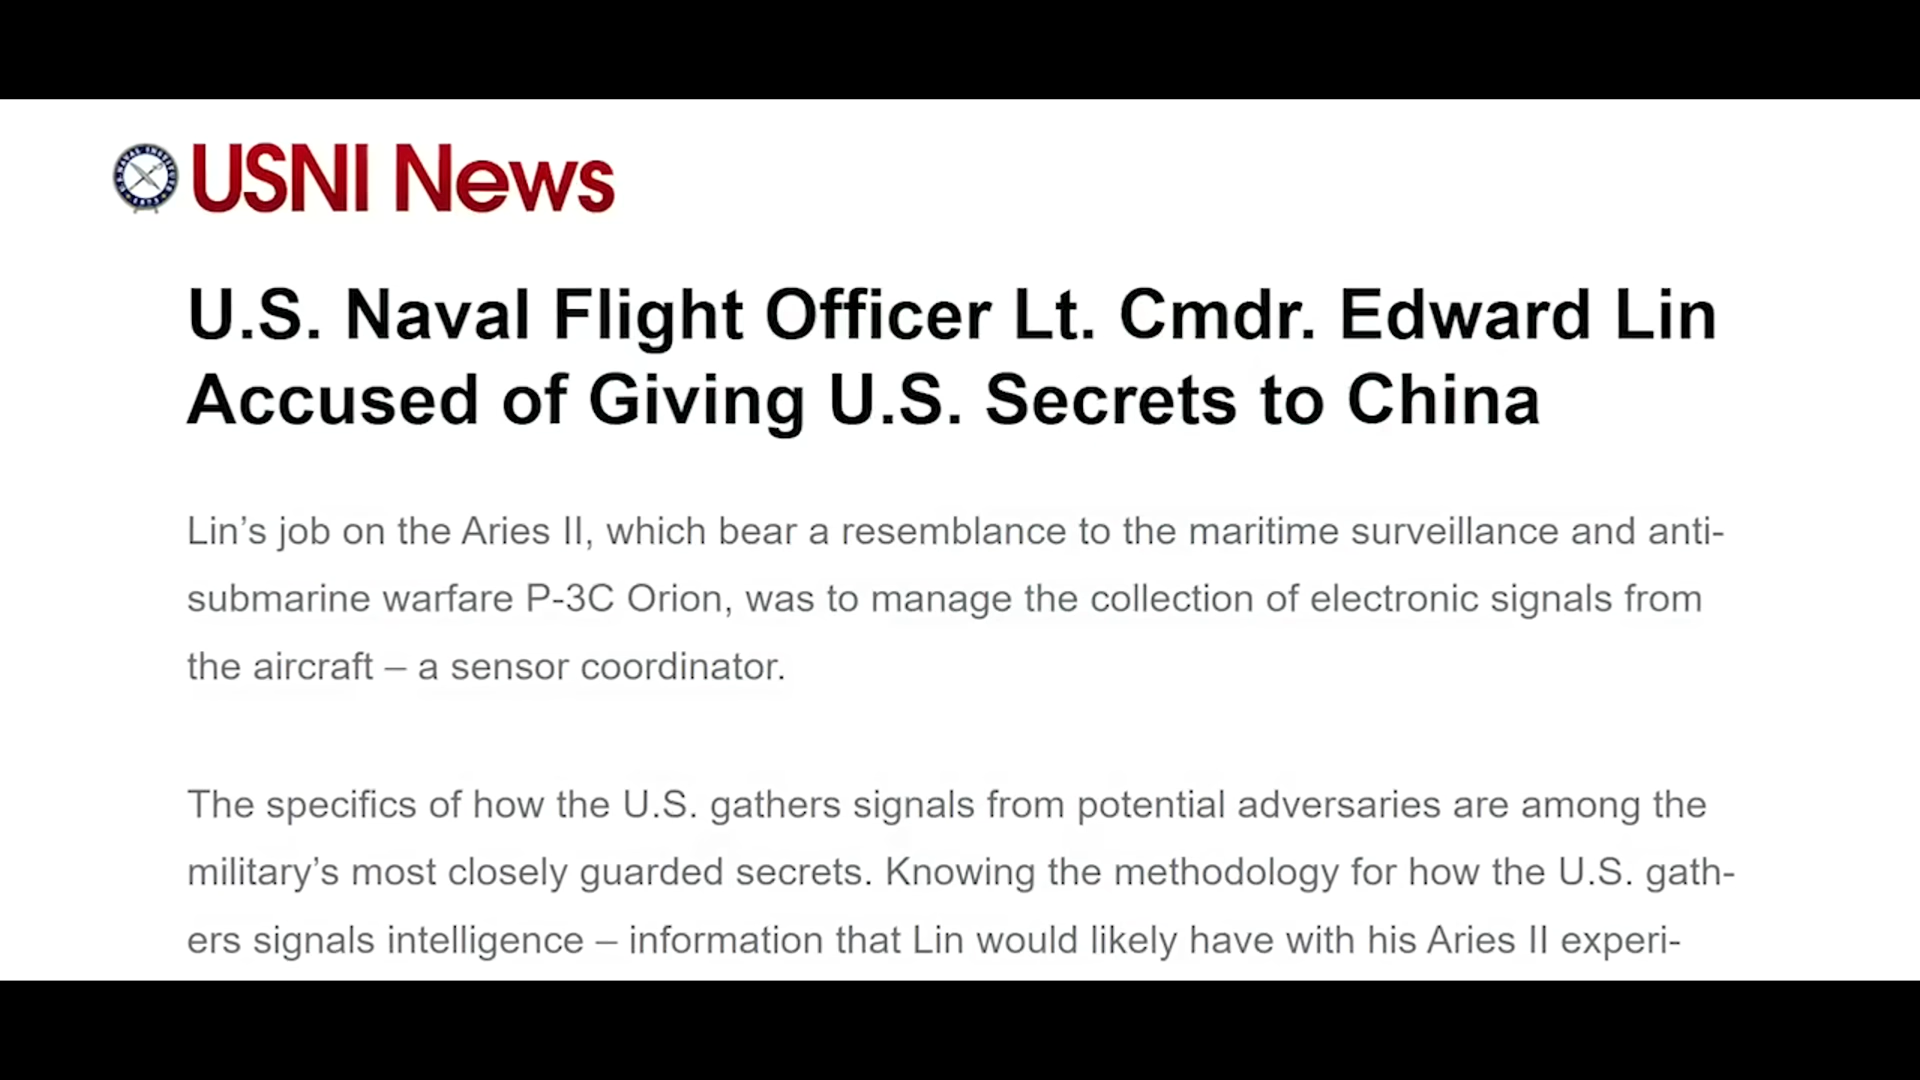 USNI News
U.S. Naval Flight Officer Lt. Cmdr. Edward Lin
Accused of Giving U.S. Secrets to China
Lin’s job on the Aries II, which bear a resemblance to the maritime surveillance and anti-
submarine warfare P-3C Orion, was to manage the collection of electronic signals from
the aircraft – a sensor coordinator.
The specifics of how the U.S. gathers signals from potential adversaries are among the
military’s most closely guarded secrets. Knowing the methodology for how the U.S. gath-
ers signals intelligence – information that Lin would likely have with his Aries II experi-